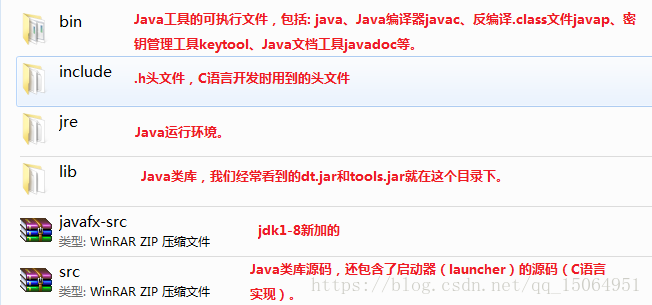 bin
Java工具的可执行文件，包括: java、Java编译器javac、反编译.class文件javap、密
钥管理工具keytool、Java文档工具javadoc等。
include
.h头文件，C语言开发时用到的头文件
jre
Java运行环境。
lib
Java类库，我们经常看到的dt.jar和tools.jar就在这个目录下。
javafx-src
类型: WinRAR ZIP 压缩文件
jdk1-8新加的
src
类型: WinRAR ZIP 压缩文件
Java类库源码，还包含了启动器（launcher）的源码（C语言
实现）。
https://blog.csdn.net/qq_15064951